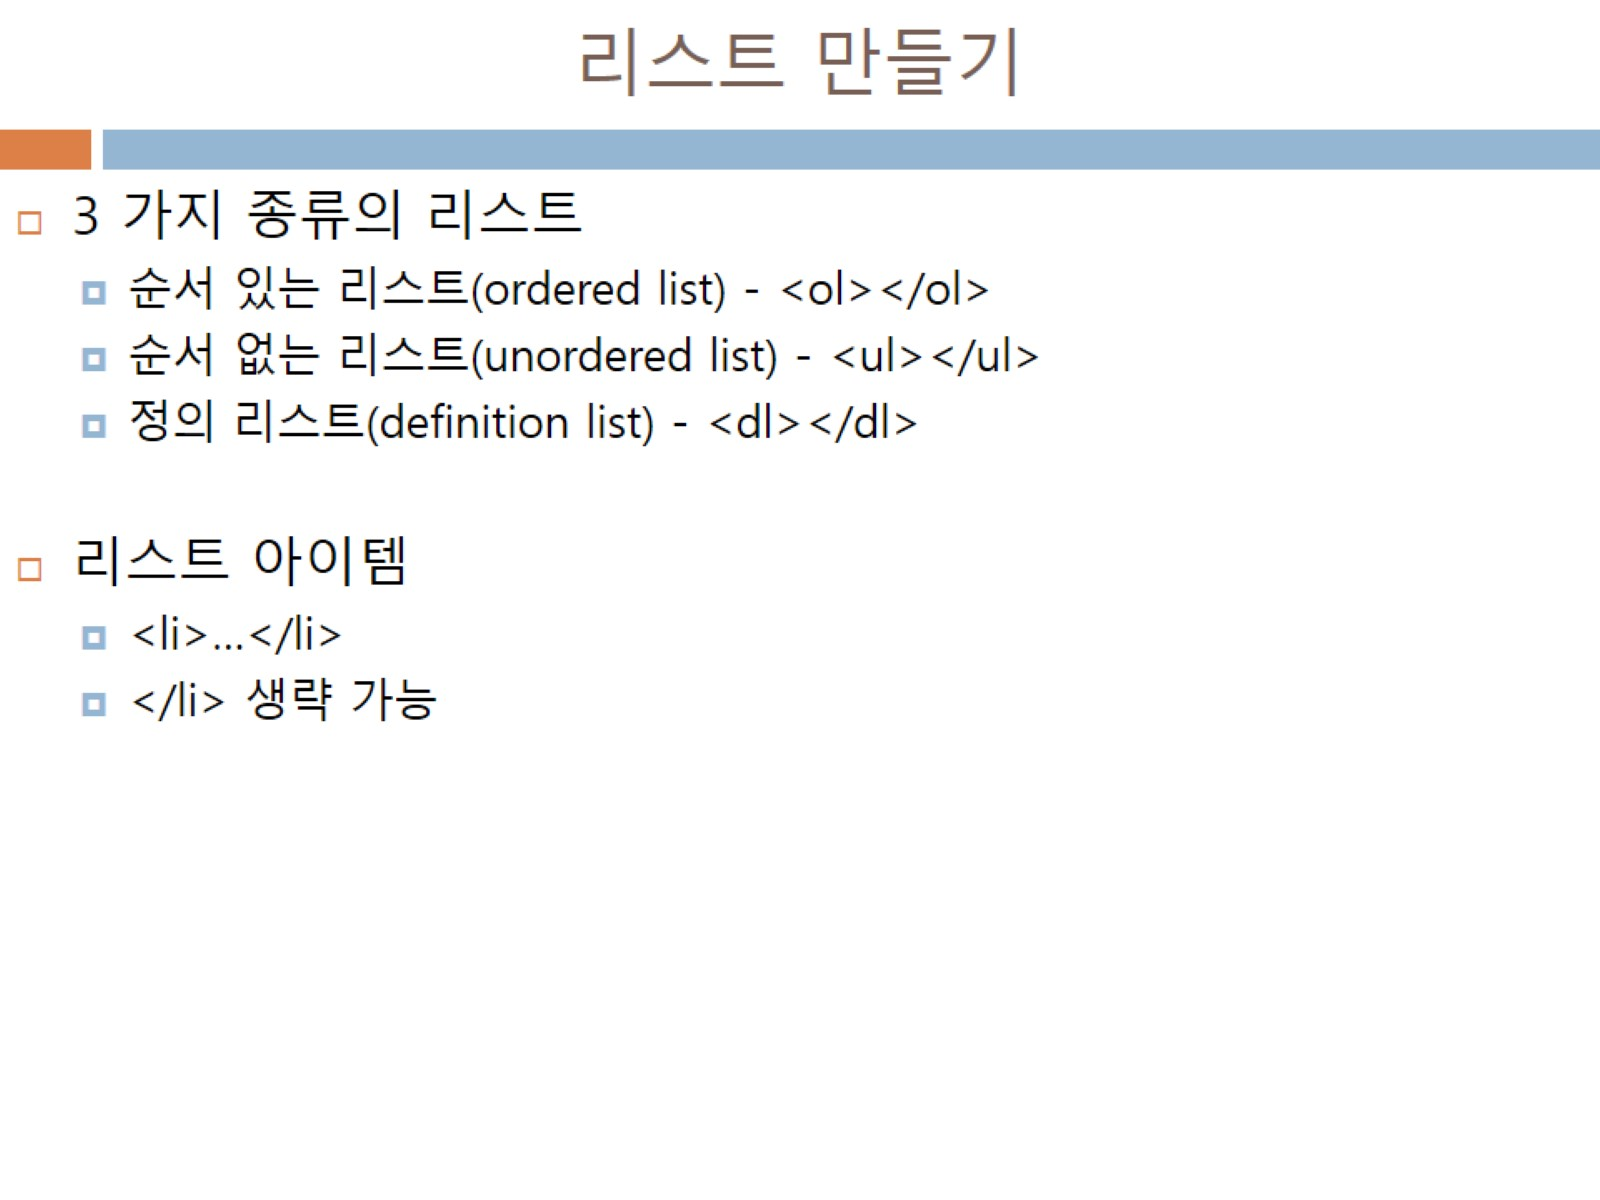 리스트 만들기
3 가지 종류의 리스트
순서 있는 리스트(ordered list) - <ol></ol>
순서 없는 리스트(unordered list) - <ul></ul>
정의 리스트(definition list) - <dl></dl>
리스트 아이템
<li>...</li>
</li> 생략 가능